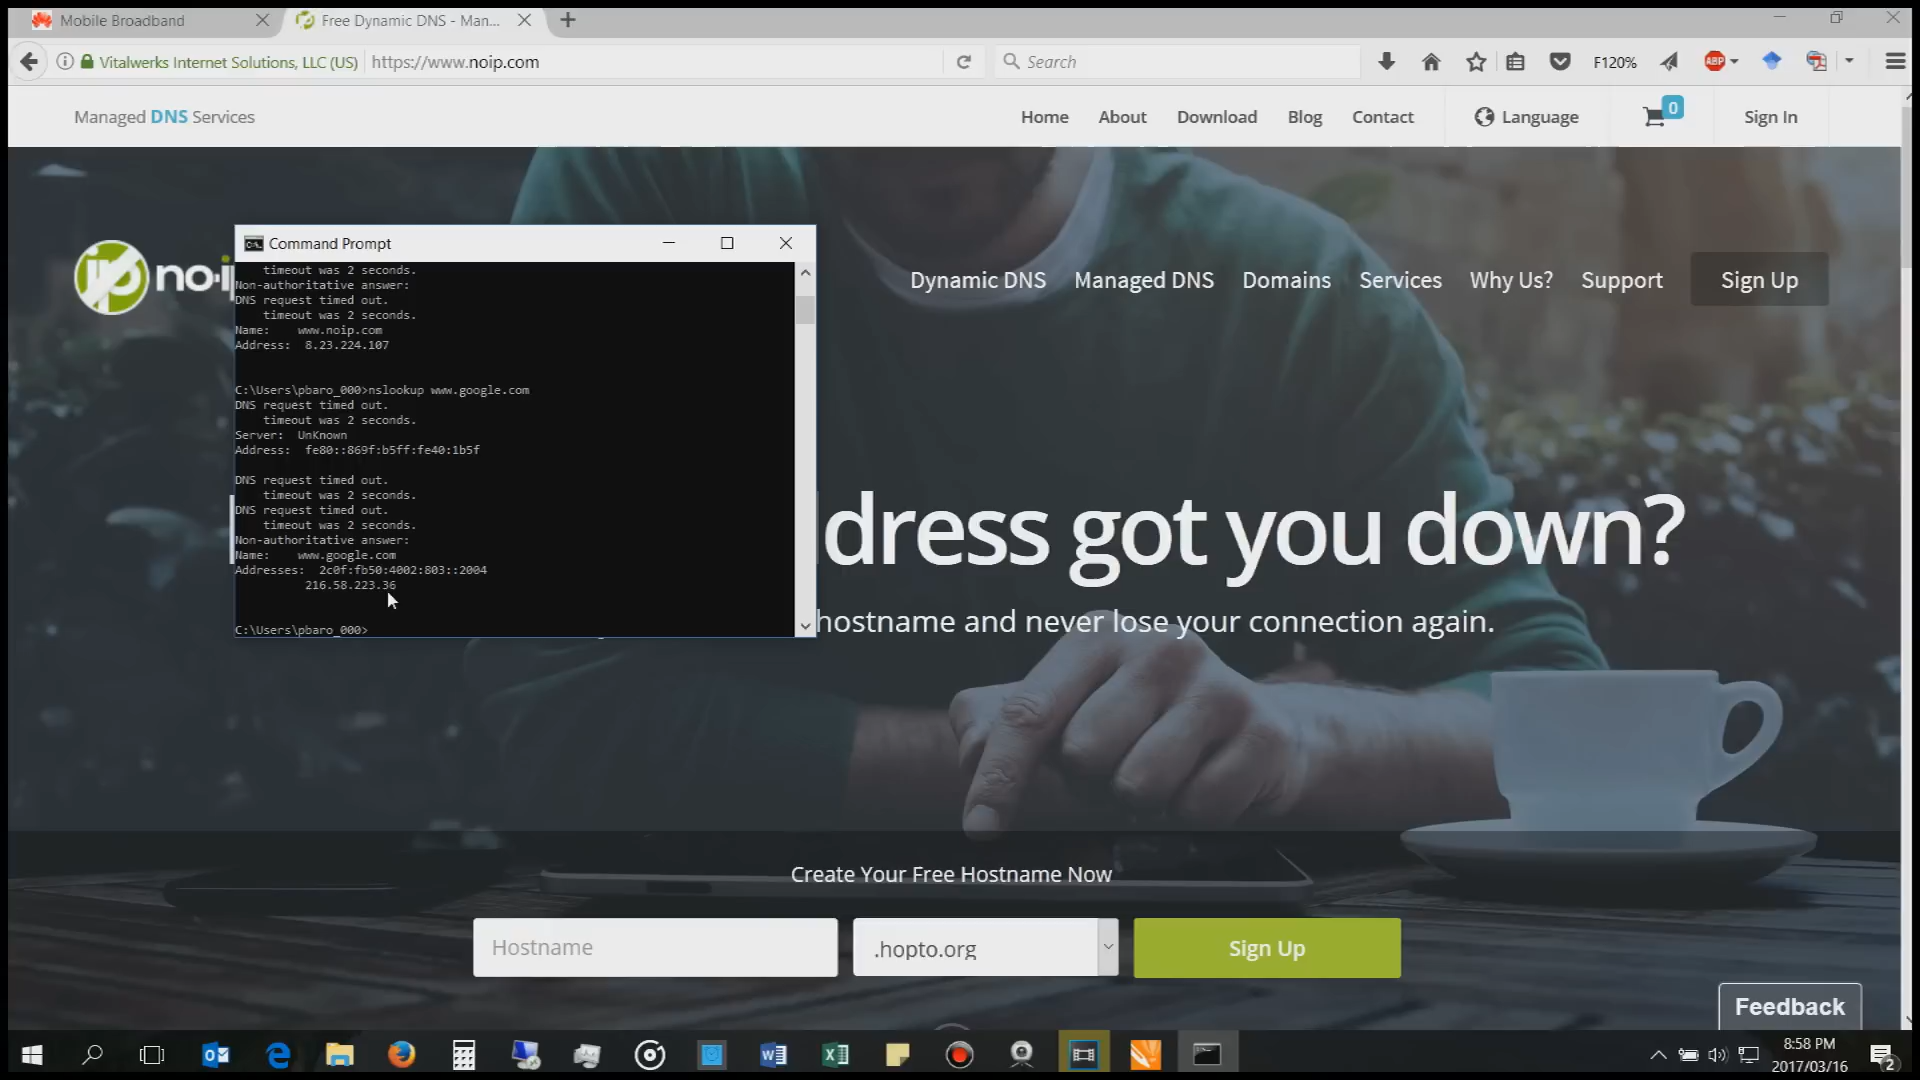 Mobile Broadband
Free Dynamic DNS - Man...
Vitalwerks Internet Solutions, LLC (US)
https://www.noip.com
Search
F120%
ABP
Managed DNS Services
Home
About
Download
Blog
Contact
Language
0
Sign In
no-i
Dynamic DNS
Managed DNS
Domains
Services
Why Us?
Support
Sign Up
Command Prompt
timeout was 2 seconds.
Non-authoritative answer:
DNS request timed out.
timeout was 2 seconds.
Name: www.noip.com
Address: 8.23.224.107
C:\Users\pbaro_000>nslookup www.google.com
DNS request timed out.
timeout was 2 seconds.
Server: UnKnown
Address: fe80::869f:b5ff:fe40:1b5f
DNS request timed out.
timeout was 2 seconds.
DNS request timed out.
timeout was 2 seconds.
Non-authoritative answer:
Name: www.google.com
Addresses: 2c0f:fb50:4002:803::2004
216.58.223.36
C:\Users\pbaro_000>
dress got you down?
hostname and never lose your connection again.
Create Your Free Hostname Now
Hostname
.hopto.org
Sign Up
Feedback
8:58 PM
2017/03/16
2